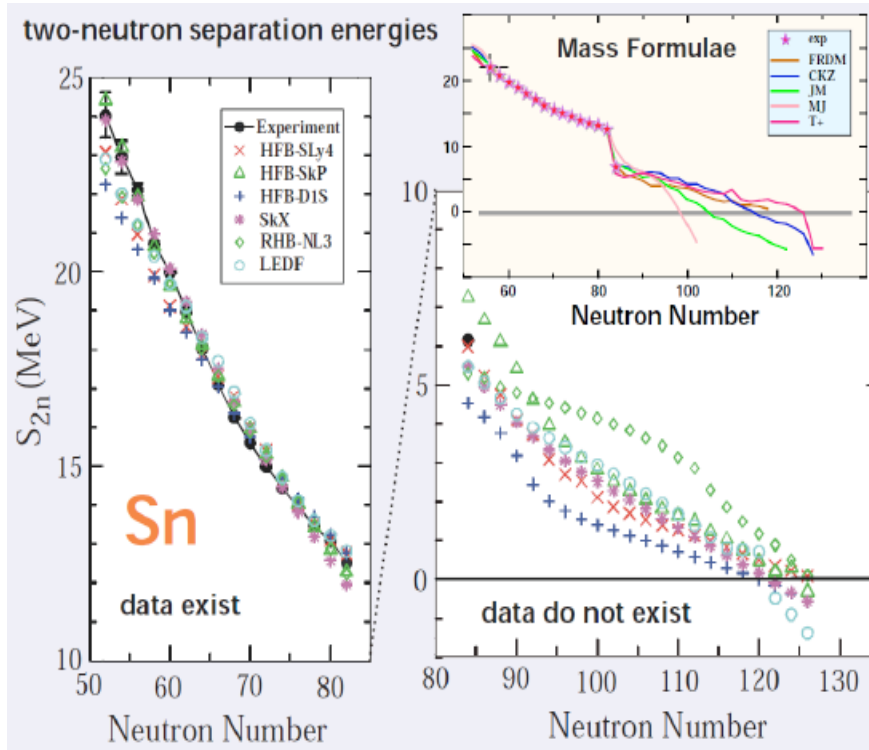 two-neutron separation energies
25
20
15
10
S2n (MeV)
Experiment
HFB-SLy4
HFB-SkP
HFB-D1S
SkX
RHB-NL3
LEDF
Sn
data exist
50 60 70 80
Neutron Number
Mass Formulae
exp
FRDM
CKZ
JM
MJ
T+
20
10
0
60 80 100 120
Neutron Number
10
5
0
data do not exist
80 90 100 110 120 130
Neutron Number